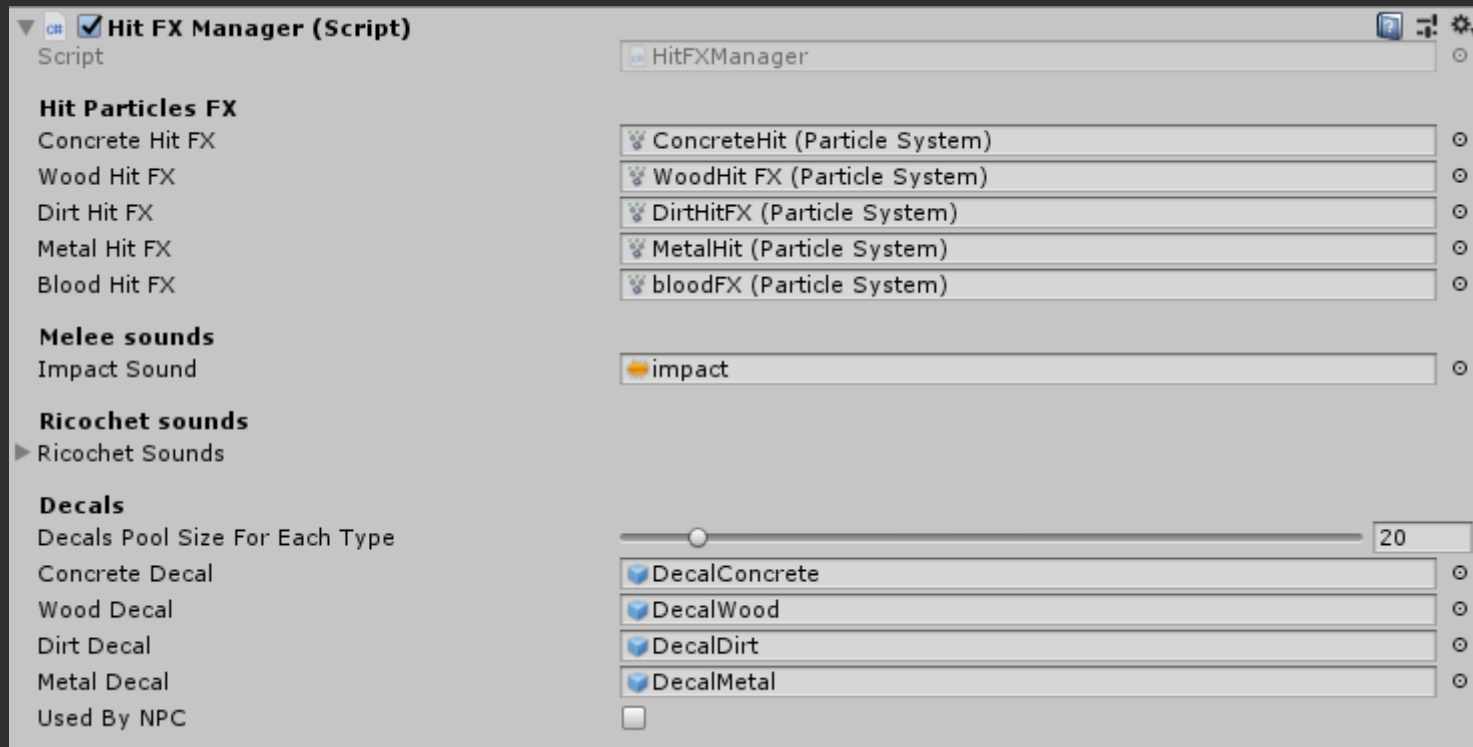 Hit FX Manager (Script)
Script HitFXManager
Hit Particles FX
Concrete Hit FX ConcreteHit (Particle System)
Wood Hit FX WoodHit FX (Particle System)
Dirt Hit FX DirtHitFX (Particle System)
Metal Hit FX MetalHit (Particle System)
Blood Hit FX bloodFX (Particle System)
Melee sounds
Impact Sound impact
Ricochet sounds
Ricochet Sounds
Decals
Decals Pool Size For Each Type 20
Concrete Decal DecalConcrete
Wood Decal DecalWood
Dirt Decal DecalDirt
Metal Decal DecalMetal
Used By NPC